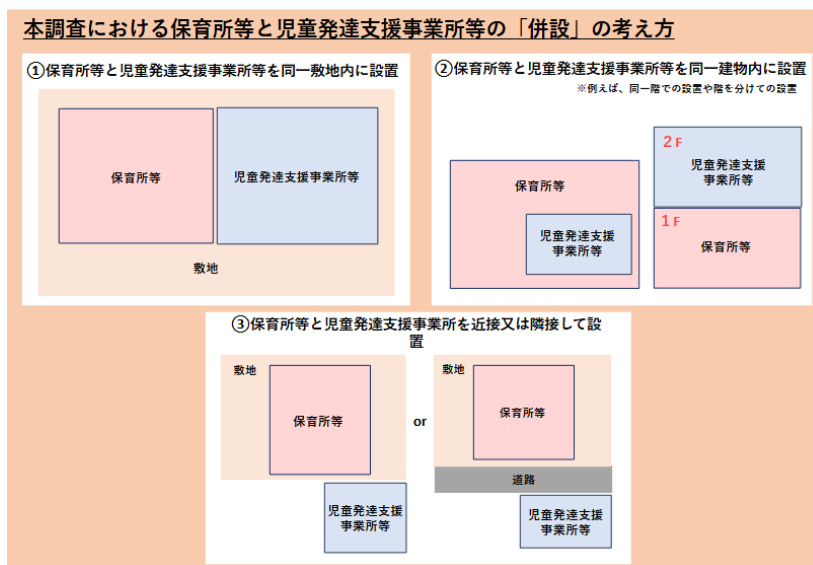 本調査における保育所等と児童発達支援事業所等の「併設」の考え方
①保育所等と児童発達支援事業所等を同一敷地内に設置
保育所等
児童発達支援事業所等
敷地
②保育所等と児童発達支援事業所等を同一建物内に設置
※例えば、同一階での設置や階を分けての設置
保育所等
児童発達支援
事業所等
2F
児童発達支援
事業所等
1F
保育所等
③保育所等と児童発達支援事業所を近接又は隣接して設
置
敷地
保育所等
児童発達支援
事業所等
or
敷地
保育所等
道路
児童発達支援
事業所等